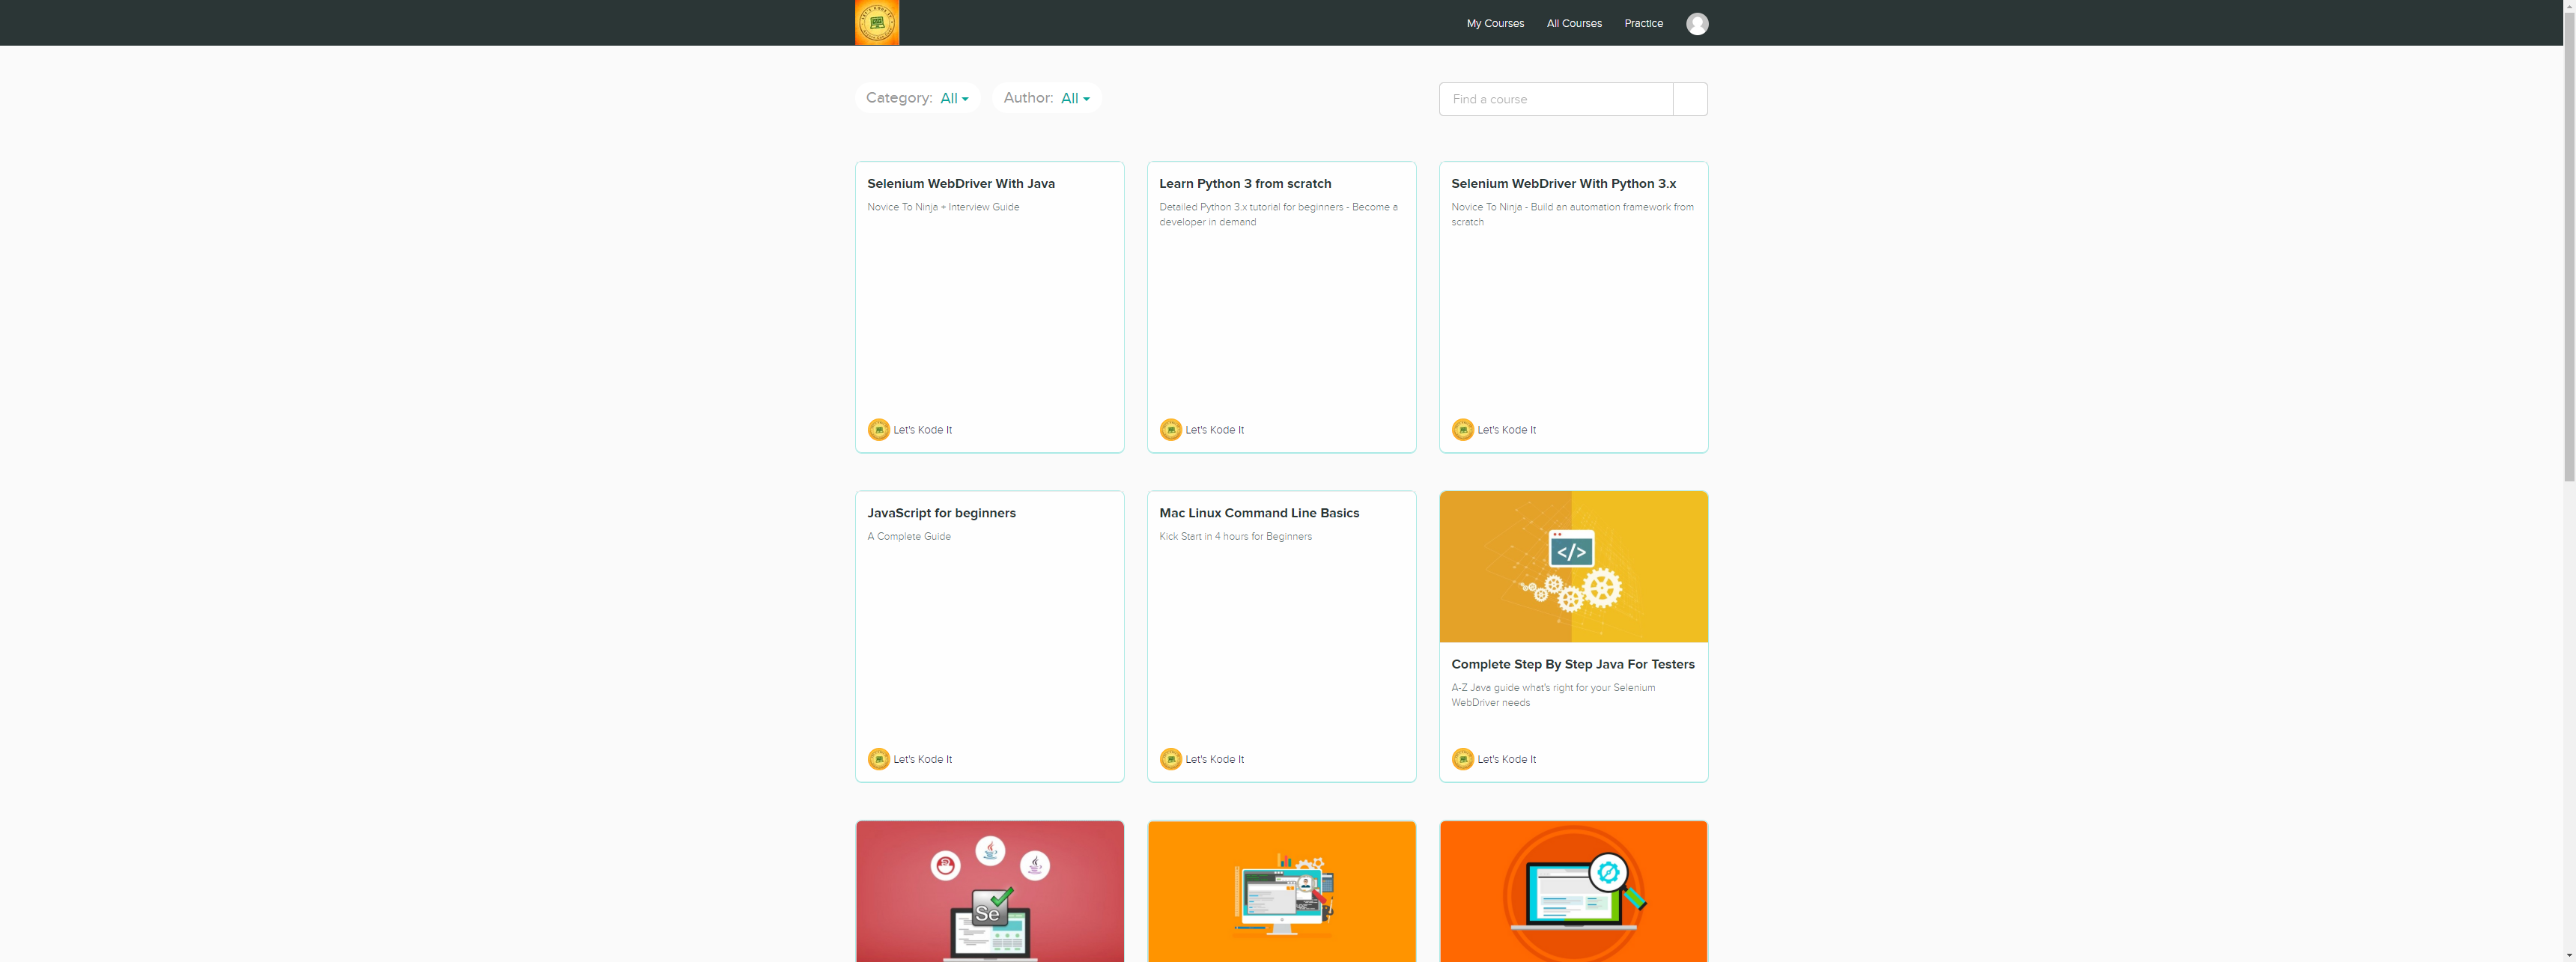 My Courses All Courses Practice
Category: All Author: All Find a course
Selenium WebDriver With Java
Novice To Ninja + Interview Guide
Let's Kode It
Learn Python 3 from scratch
Detailed Python 3.x tutorial for beginners - Become a
developer in demand
Let's Kode It
Selenium WebDriver With Python 3.x
Novice To Ninja - Build an automation framework from
scratch
Let's Kode It
JavaScript for beginners
A Complete Guide
Let's Kode It
Mac Linux Command Line Basics
Kick Start in 4 hours for Beginners
Let's Kode It
</>
Complete Step By Step Java For Testers
A-Z Java guide what's right for your Selenium
WebDriver needs
Let's Kode It
Se